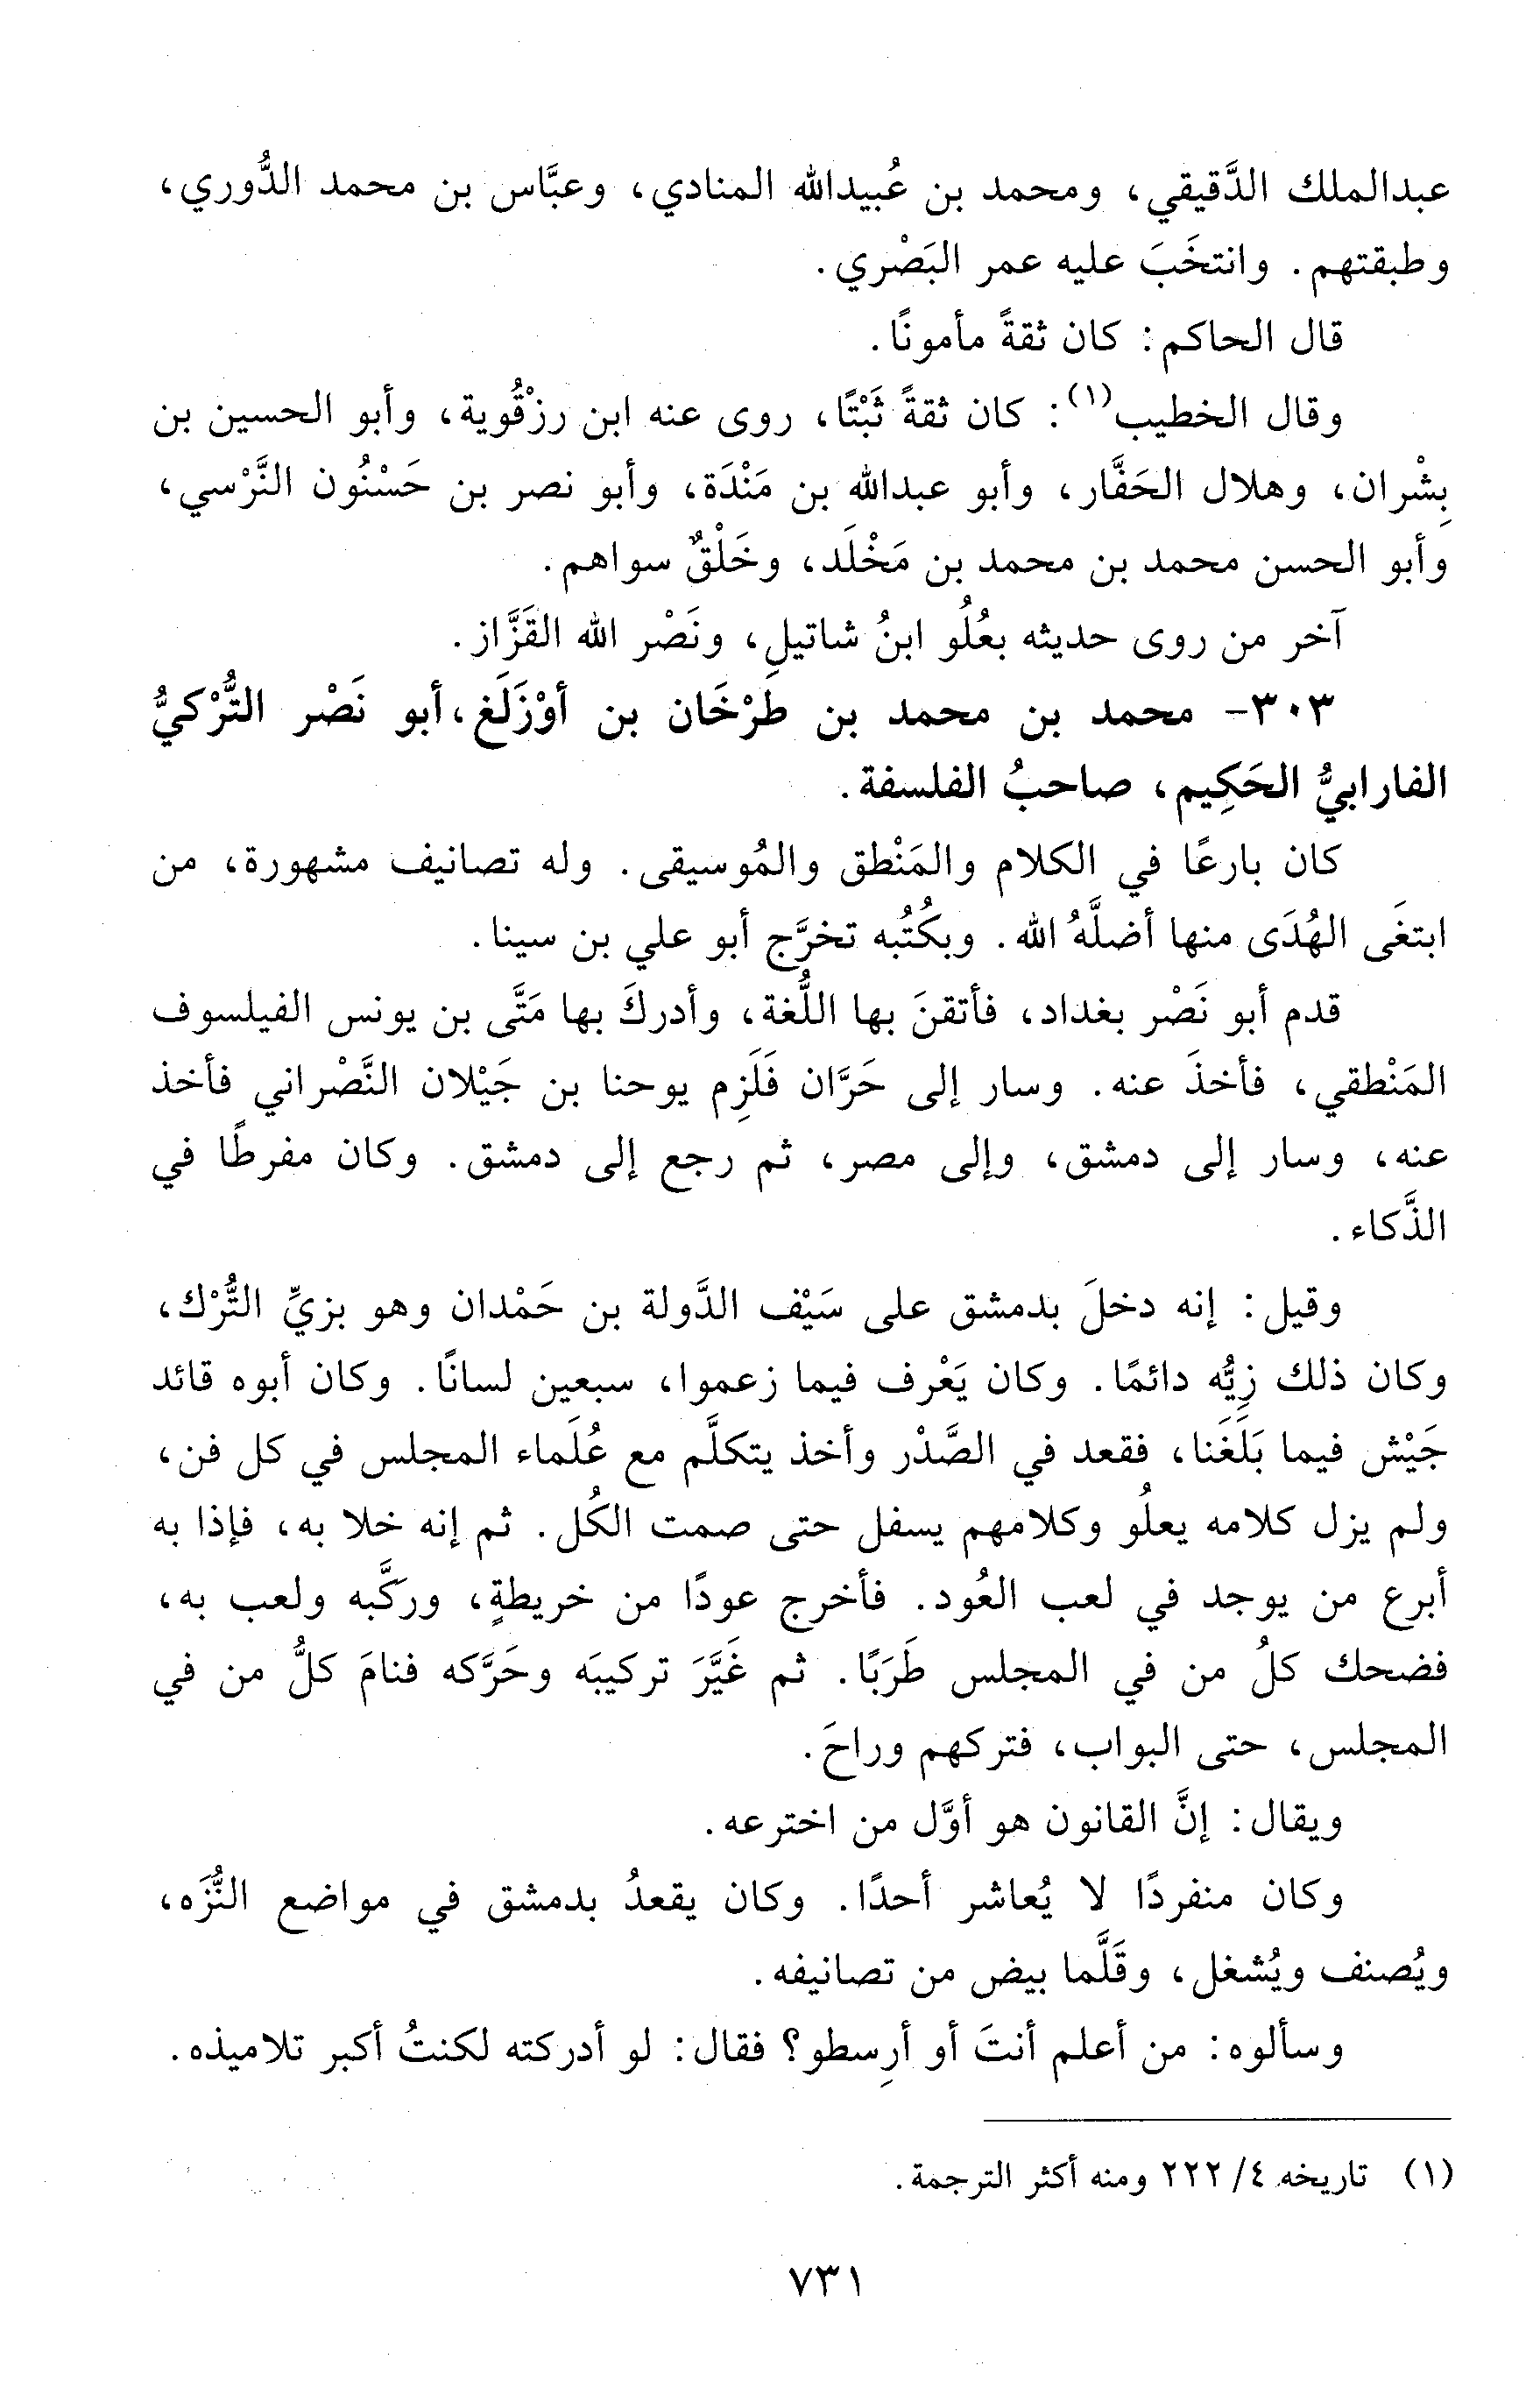 عبدالملك الدَّقيقي، ومحمد بن عُبيدالله المنادي، وعبَّاس بن محمد الدُّوري،
وطبقتهم. وانتخَبَ عليه عمر البَصْري.
قال الحاكم: كان ثقةً مأمونًا.
وقال الخطيب(١): كان ثقةً ثَبْتًا، روى عنه ابن رزْقُوية، وأبو الحسين بن
بِشْران، وهلال الحَفَّار، وأبو عبدالله بن مَنْدَة، وأبو نصر بن حَسْنُون النَّرْسي،
وأبو الحسن محمد بن محمد بن مَخْلَد، وخَلْقٌ سواهم.
آخر من روى حديثه بعُلُو ابنُ شاتيلِ، ونَصْر الله القَزَّاز.
٣٠٣- محمد بن محمد بن طَرْخَان بن أوْزَلَغ، أبو نَصْر التُّرْكيُّ
الفارابيُّ الحَكِيم، صاحبُ الفلسفة.
كان بارعًا في الكلام والمَنْطق والمُوسيقى. وله تصانيف مشهورة، من
ابتغَى الهُدَى منها أضلَّهُ الله. وبكُتُبه تخرَّج أبو علي بن سينا.
قدم أبو نَصْر بغداد، فأتقنَ بها اللُّغة، وأدركَ بها مَتَّى بن يونس الفيلسوف
المَنْطقي، فأخذَ عنه. وسار إلى حَرَّان فَلَزِم يوحنا بن جَيْلان النَّصْراني فأخذ
عنه، وسار إلى دمشق، وإلى مصر، ثم رجع إلى دمشق. وكان مفرطًا في
الذَّكاء.
وقيل: إنه دخلَ بدمشق على سَيْف الدَّولة بن حَمْدان وهو بزيِّ التُّرْك،
وكان ذلك زِيُّه دائمًا. وكان يَعْرف فيما زعموا، سبعين لسانًا. وكان أبوه قائد
جَيْش فيما بَلَغَنا، فقعد في الصَّدْر وأخذ يتكلَّم مع عُلَماء المجلس في كل فن،
ولم يزل كلامه يعلُو وكلامهم يسفل حتى صمت الكُل. ثم إنه خلا به، فإذا به
أبرع من يوجد في لعب العُود. فأخرج عودًا من خريطةٍ، وركَّبه ولعب به،
فضحك كلُ من في المجلس طَرَبًا. ثم غَيَّرَ تركيبَه وحَرَّكه فنامَ كلُّ من في
المجلس، حتى البواب، فتركهم وراحَ.
ويقال: إنَّ القانون هو أوَّل من اخترعه.
وكان منفردًا لا يُعاشر أحدًا. وكان يقعدُ بدمشق في مواضع النُّزَه،
ويُصنف ويُشغل، وقَلَّما بيض من تصانيفه.
وسألوه: من أعلم أنتَ أو أرِسطو؟ فقال: لو أدركته لكنتُ أكبر تلاميذه.
(١) تاريخه ٤/ ٢٢٢ ومنه أكثر الترجمة.
٧٣١